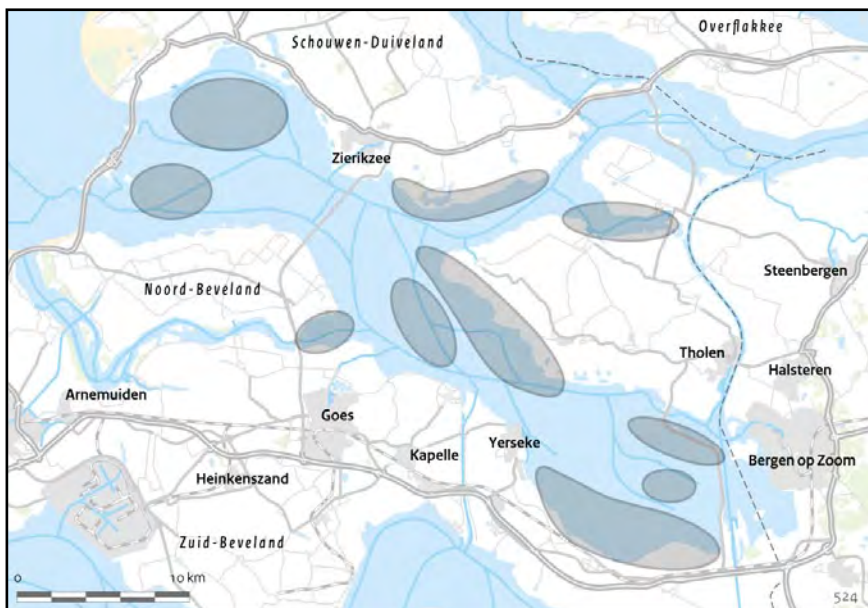 Overflakkee
Schouwen-Duiveland
Zierikzee
Steenbergen
Noord-Beveland
Tholen
Halsteren
Arnemuiden
Goes
Kapelle
Yerseke
Bergen op Zoom
Heinkenszand
Zuid-Beveland
0
10 km
524